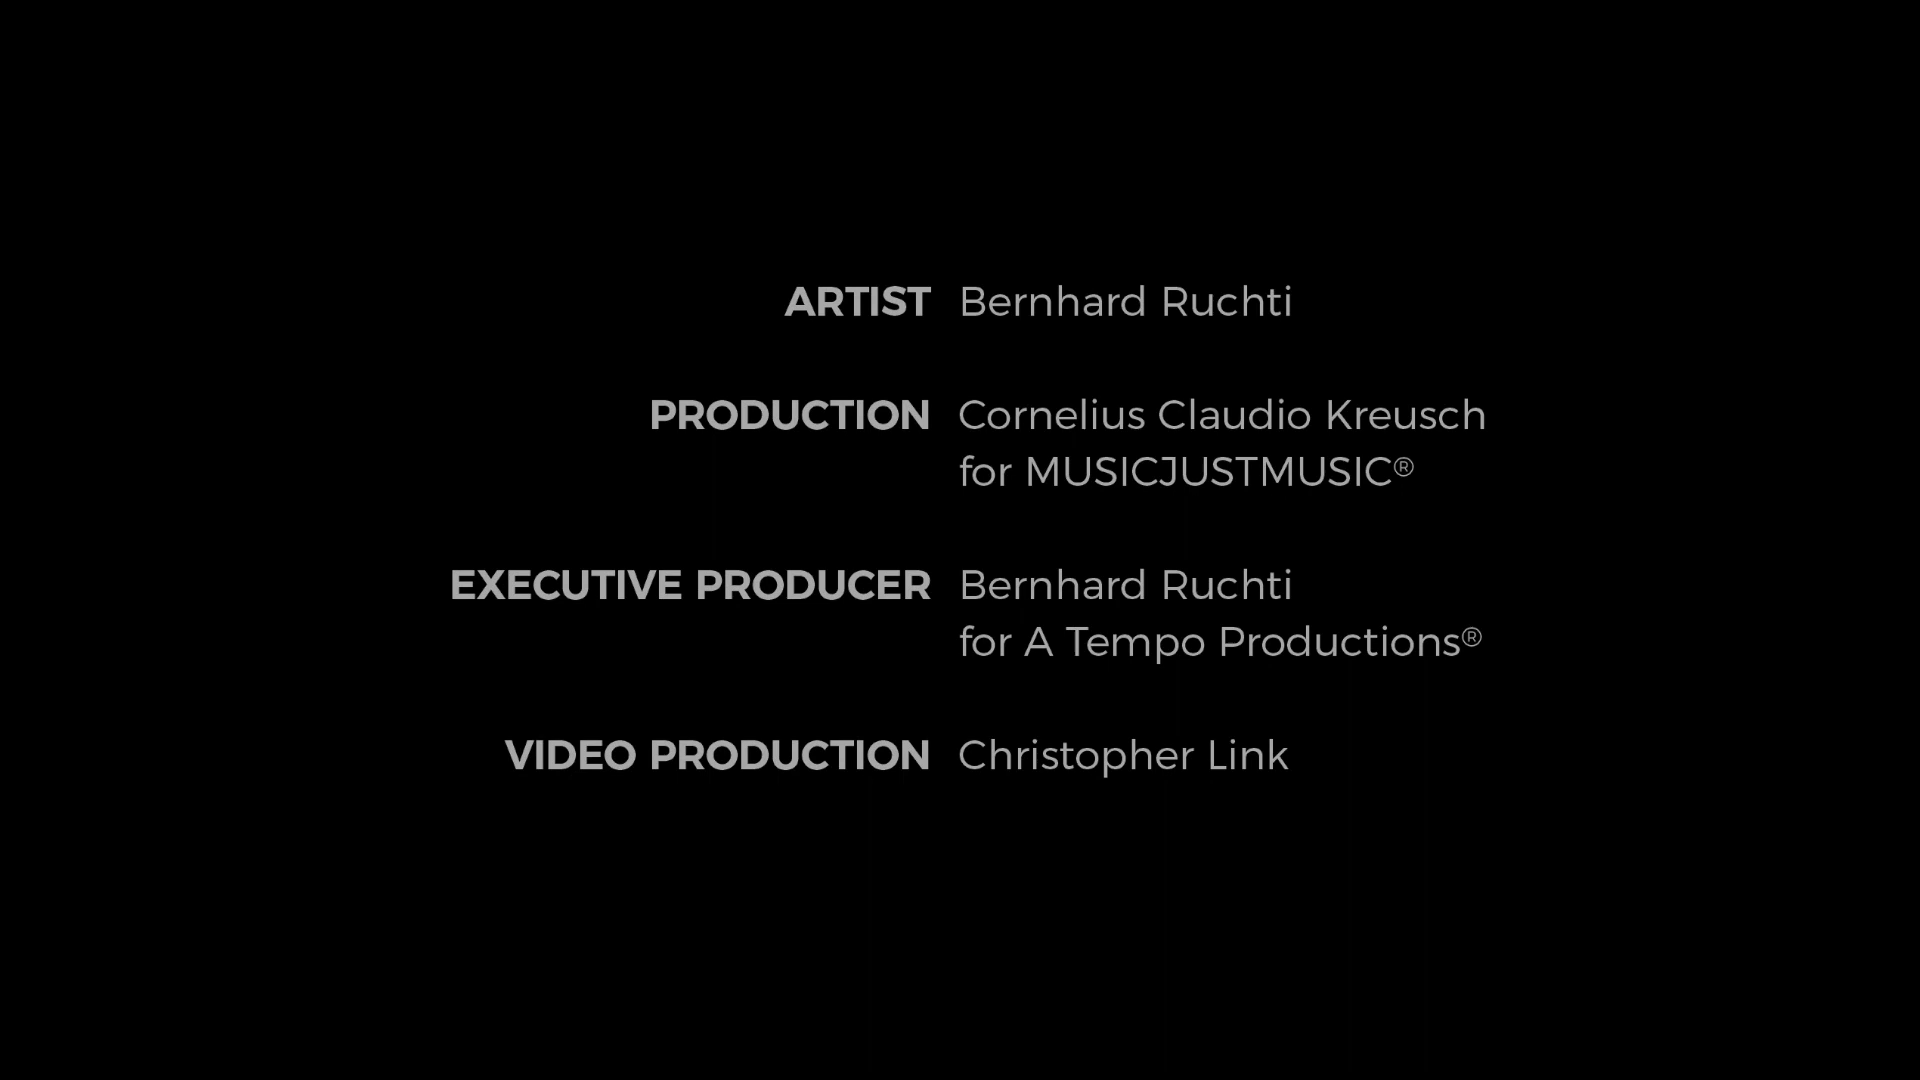 ARTIST Bernhard Ruchti
PRODUCTION Cornelius Claudio Kreusch
for MUSICJUSTMUSIC®
EXECUTIVE PRODUCER Bernhard Ruchti
for A Tempo Productions®
VIDEO PRODUCTION Christopher Link